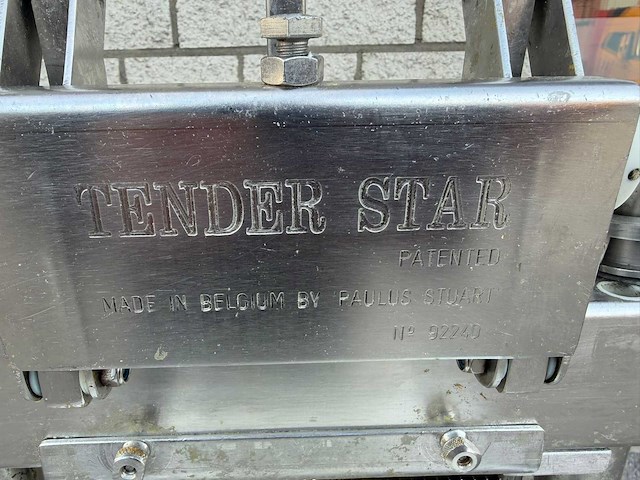 TENDER STAR
PATENTED
MADE IN BELGIUM BY PAULUS STUART
Nº 92240